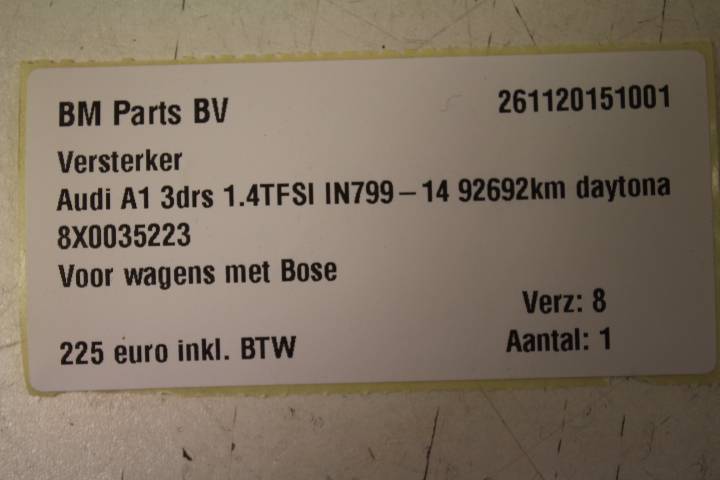 BM Parts BV 261120151001
Versterker
Audi A1 3drs 1.4TFSI IN799-14 92692km daytona
8X0035223
Voor wagens met Bose
Verz: 8
225 euro inkl. BTW Aantal: 1